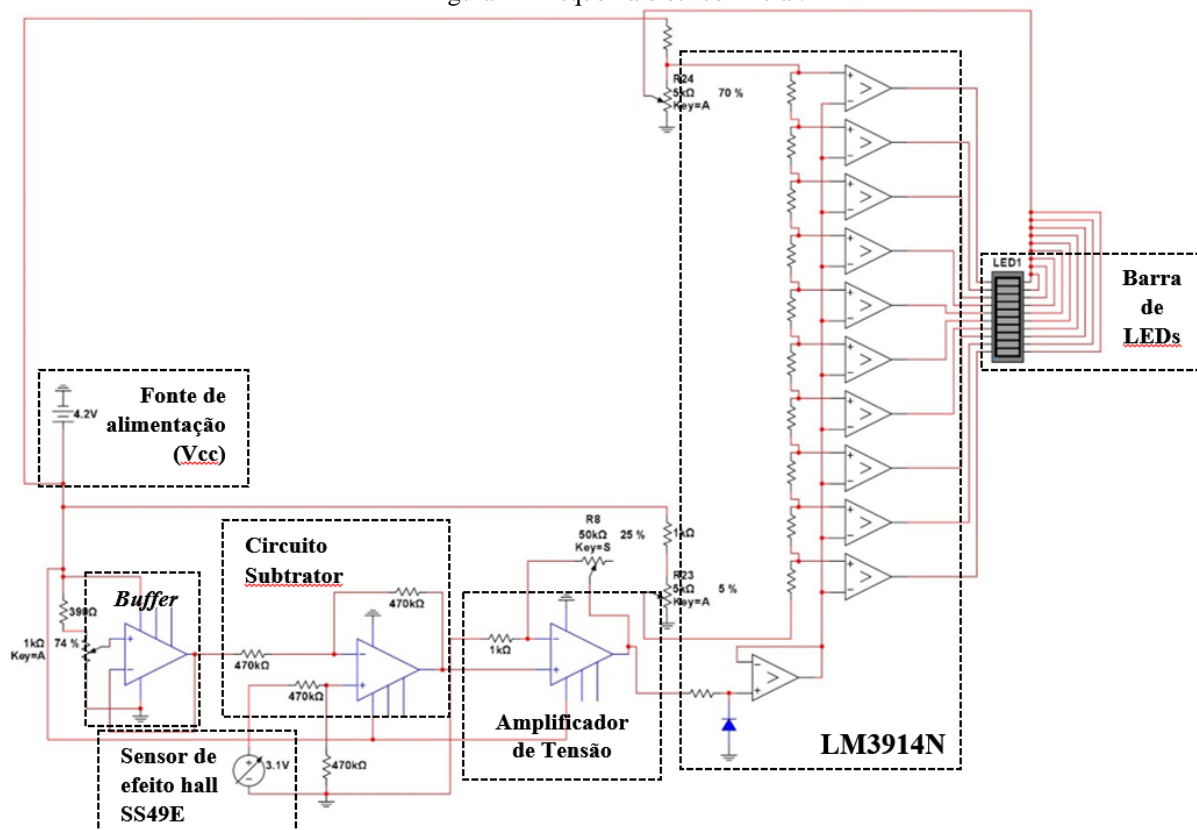 R24
5kΩ 70 %
Key=A
LED1
Barra
de
LEDs
Fonte de
alimentação
(Vcc)
4.2V
R8
50kΩ 25 %
Key=S
1kΩ
R23
5kΩ 5 %
Key=A
Circuito
Subtrator
470kΩ
Buffer
390Ω
1kΩ 74 %
Key=A
470kΩ
470kΩ
1kΩ
Amplificador
de Tensão
LM3914N
Sensor de
efeito hall
SS49E
3.1V
470kΩ